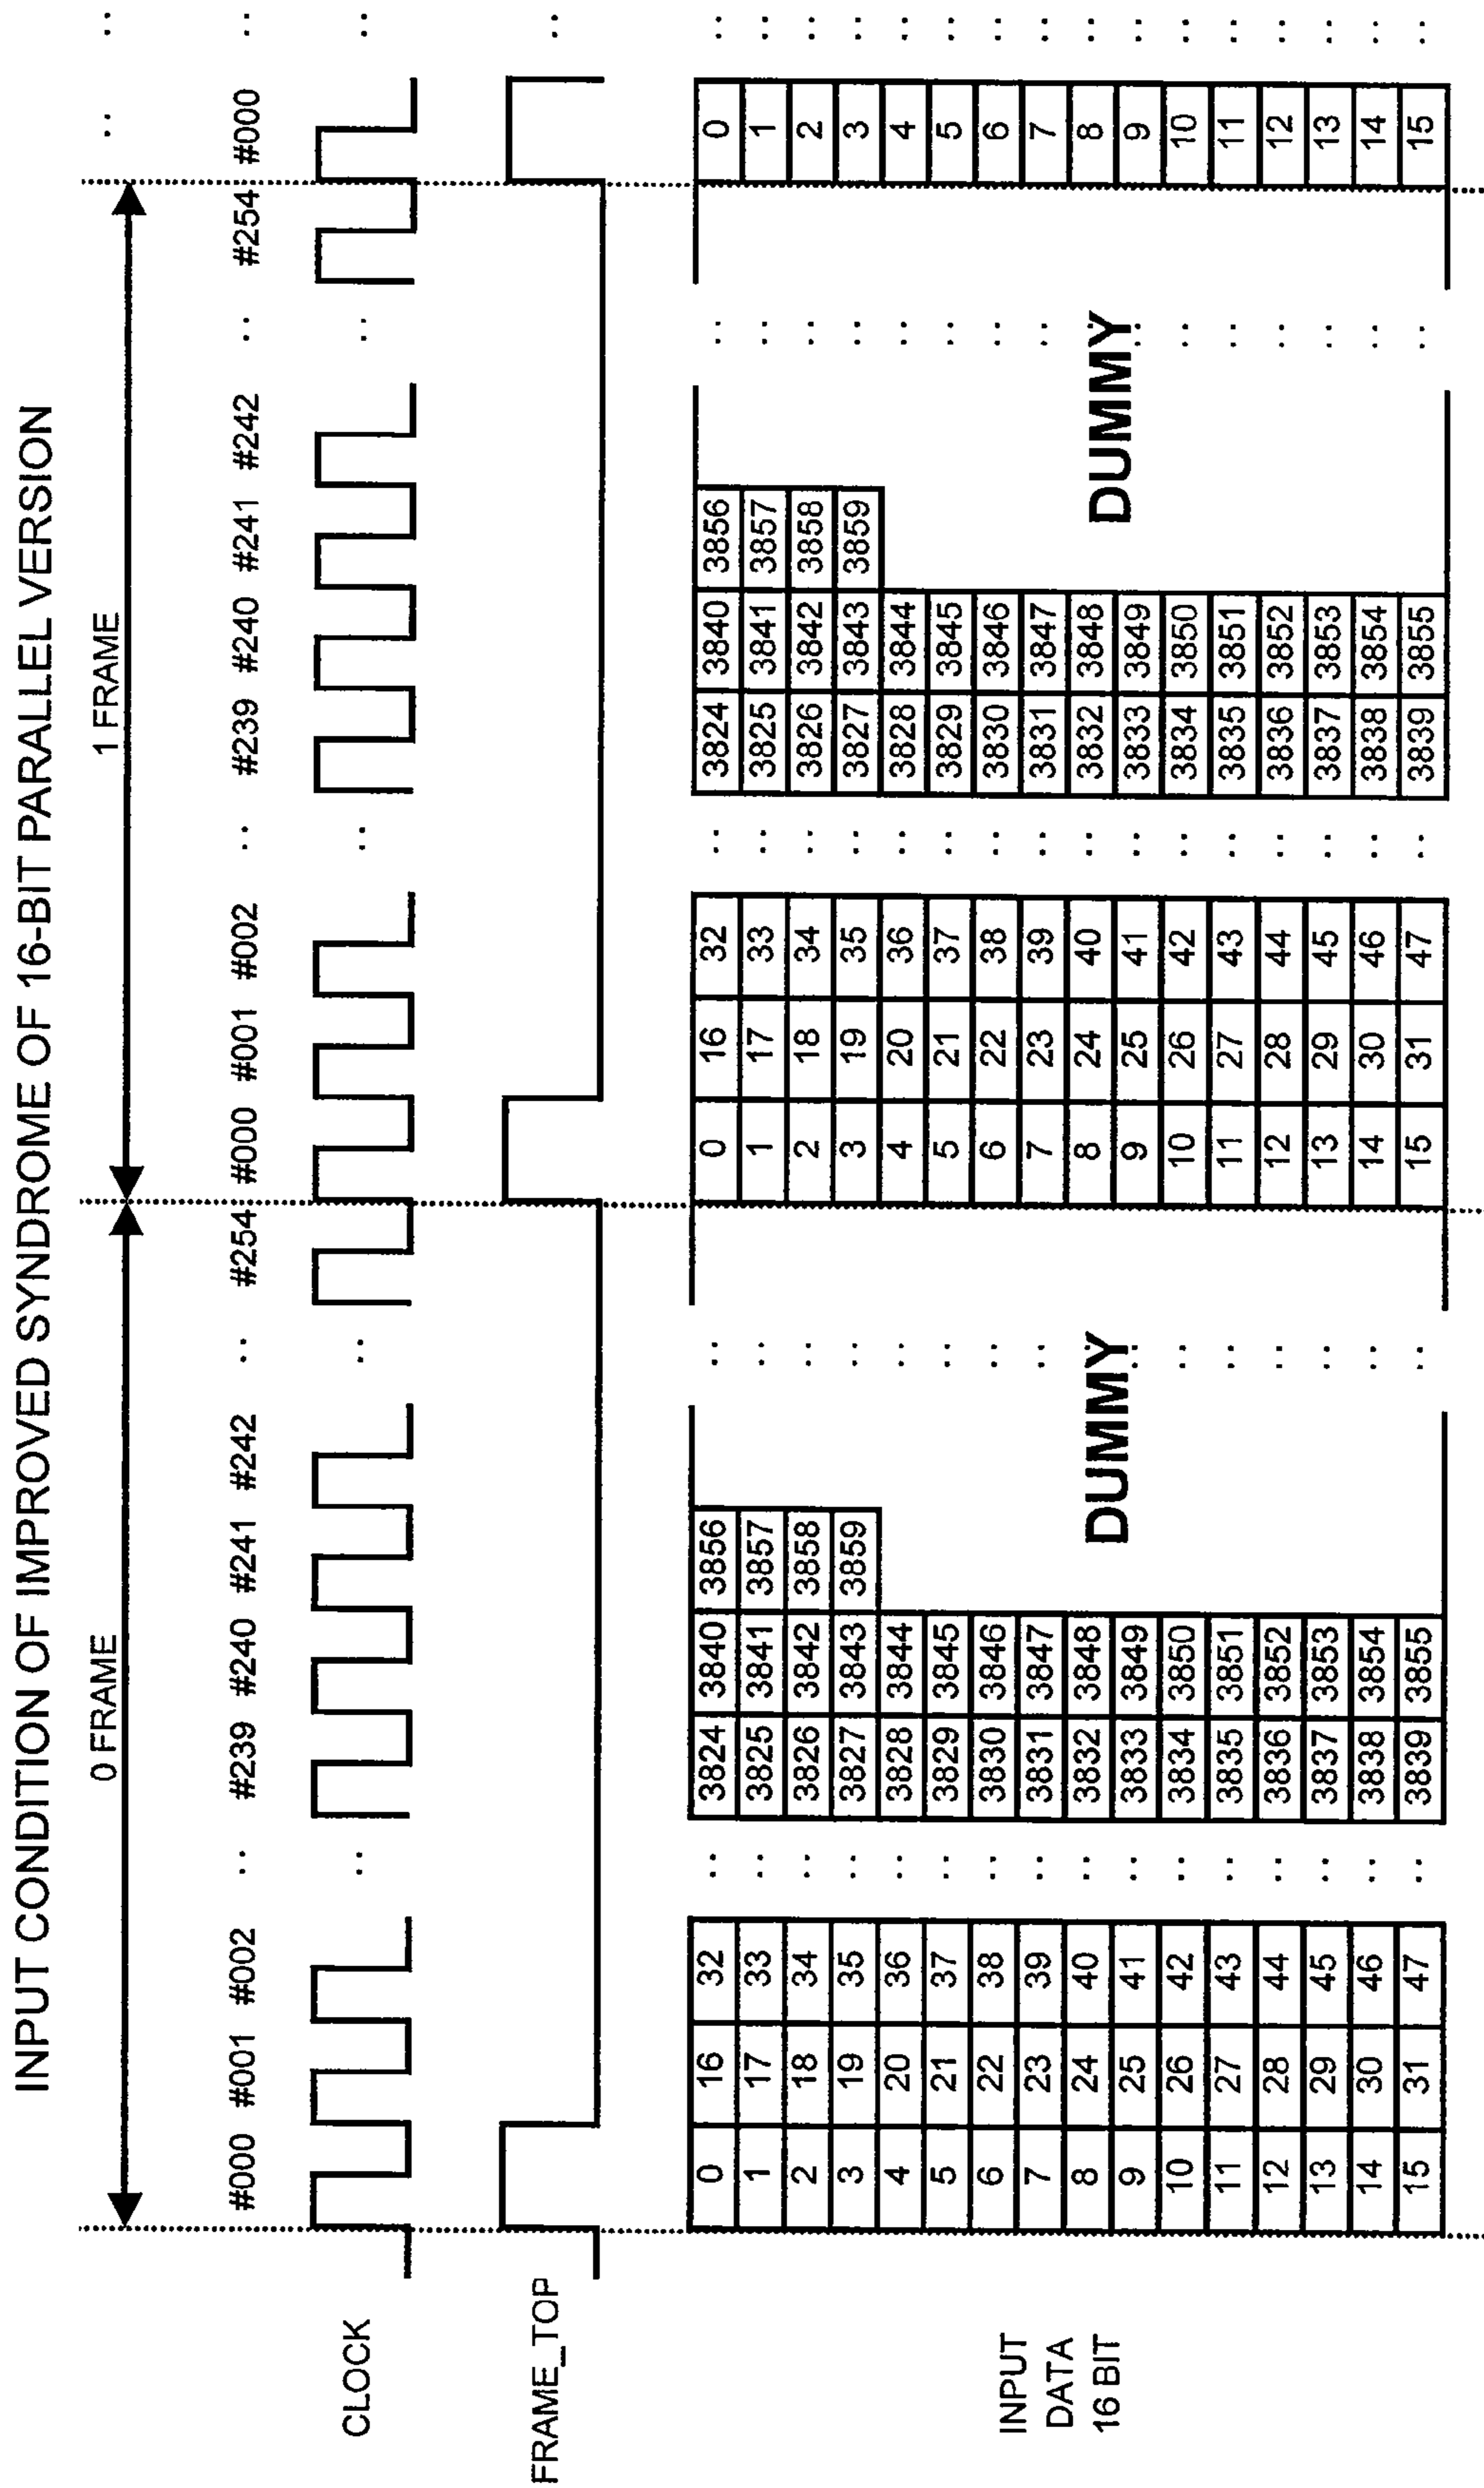 INPUT CONDITION OF IMPROVED SYNDROME OF 16-BIT PARALLEL VERSION
0 FRAME 1 FRAME ..
#000 #001 #002 .. #239 #240 #241 #242 .. #254 #000 #001 #002 .. #239 #240 #241 #242 .. #254 #000 ..
CLOCK .. .. .. .. ..
FRAME_TOP ..
INPUT
DATA
16 BIT
0 16 32 .. 3824 3840 3856 .. 0 16 32 .. 3824 3840 3856 .. 0 ..
1 17 33 .. 3825 3841 3857 .. 1 17 33 .. 3825 3841 3857 .. 1 ..
2 18 34 .. 3826 3842 3858 .. 2 18 34 .. 3826 3842 3858 .. 2 ..
3 19 35 .. 3827 3843 3859 .. 3 19 35 .. 3827 3843 3859 .. 3 ..
4 20 36 .. 3828 3844 .. 4 20 36 .. 3828 3844 .. 4 ..
5 21 37 .. 3829 3845 .. 5 21 37 .. 3829 3845 .. 5 ..
6 22 38 .. 3830 3846 .. 6 22 38 .. 3830 3846 .. 6 ..
7 23 39 .. 3831 3847 .. 7 23 39 .. 3831 3847 .. 7 ..
8 24 40 .. 3832 3848 DUMMY 8 24 40 .. 3832 3848 DUMMY 8 ..
9 25 41 .. 3833 3849 .. 9 25 41 .. 3833 3849 .. 9 ..
10 26 42 .. 3834 3850 .. 10 26 42 .. 3834 3850 .. 10 ..
11 27 43 .. 3835 3851 .. 11 27 43 .. 3835 3851 .. 11 ..
12 28 44 .. 3836 3852 .. 12 28 44 .. 3836 3852 .. 12 ..
13 29 45 .. 3837 3853 .. 13 29 45 .. 3837 3853 .. 13 ..
14 30 46 .. 3838 3854 .. 14 30 46 .. 3838 3854 .. 14 ..
15 31 47 .. 3839 3855 .. 15 31 47 .. 3839 3855 .. 15 ..